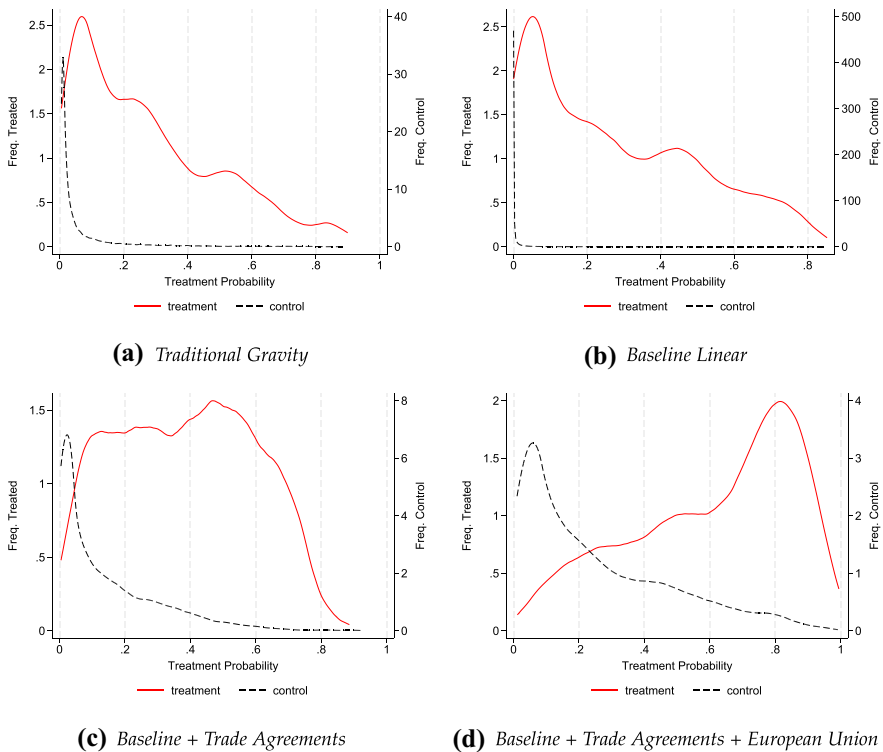 2.5
2
1.5
1
.5
0
Freq. Treated
40
30
20
10
0
Freq. Control
0 .2 .4 .6 .8 1
Treatment Probability
treatment control
(a) Traditional Gravity
2.5
2
1.5
1
.5
0
Freq. Treated
500
400
300
200
100
0
Freq. Control
0 .2 .4 .6 .8
Treatment Probability
treatment control
(b) Baseline Linear
1.5
1
.5
0
Freq. Treated
8
6
4
2
0
Freq. Control
0 .2 .4 .6 .8 1
Treatment Probability
treatment control
(c) Baseline + Trade Agreements
2
1.5
1
.5
0
Freq. Treated
4
3
2
1
0
Freq. Control
0 .2 .4 .6 .8 1
Treatment Probability
treatment control
(d) Baseline + Trade Agreements + European Union